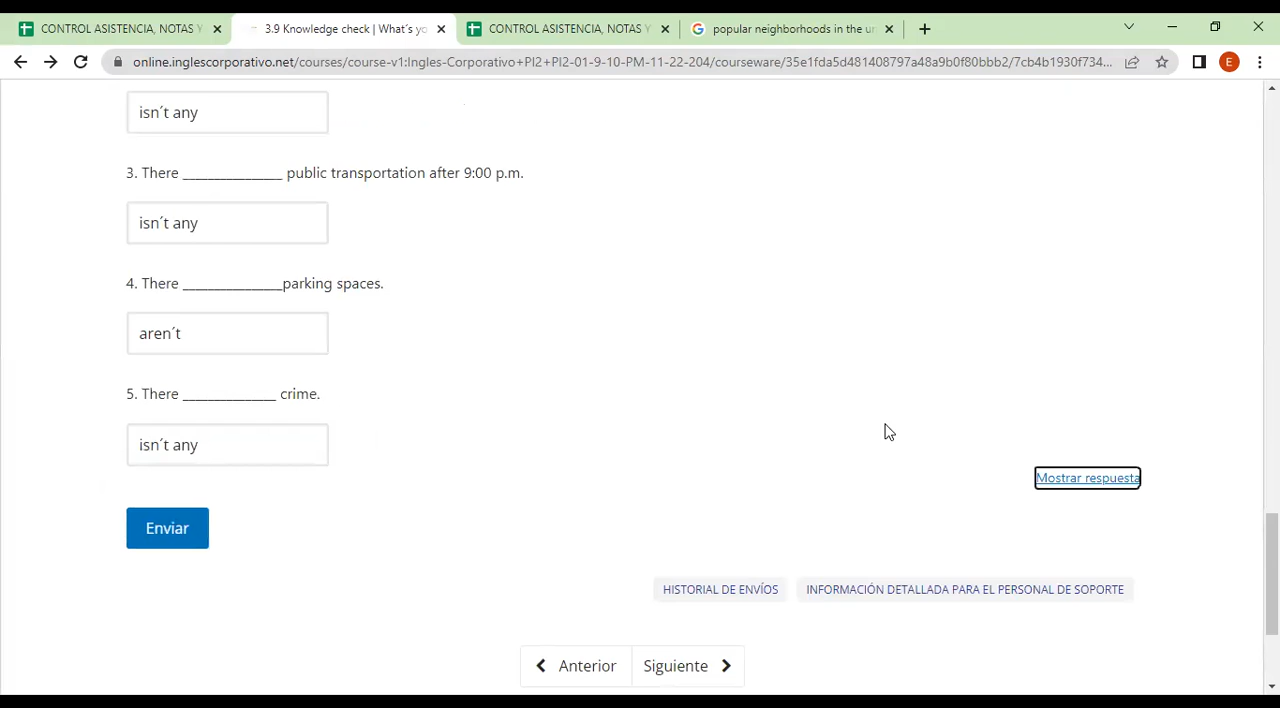 CONTROL ASISTENCIA, NOTAS Y
3.9 Knowledge check | What´s yo
CONTROL ASISTENCIA, NOTAS Y
popular neighborhoods in the ur
online.inglescorporativo.net/courses/course-v1:Ingles-Corporativo+PI2+PI2-01-9-10-PM-11-22-204/courseware/35e1fda5d481408797a48a9b0f80bbb2/7cb4b1930f734...
E
isn´t any
3. There _______________ public transportation after 9:00 p.m.
isn´t any
4. There _______________parking spaces.
aren´t
5. There ______________ crime.
isn´t any
Mostrar respuesta
Enviar
HISTORIAL DE ENVÍOS
INFORMACIÓN DETALLADA PARA EL PERSONAL DE SOPORTE
Anterior
Siguiente